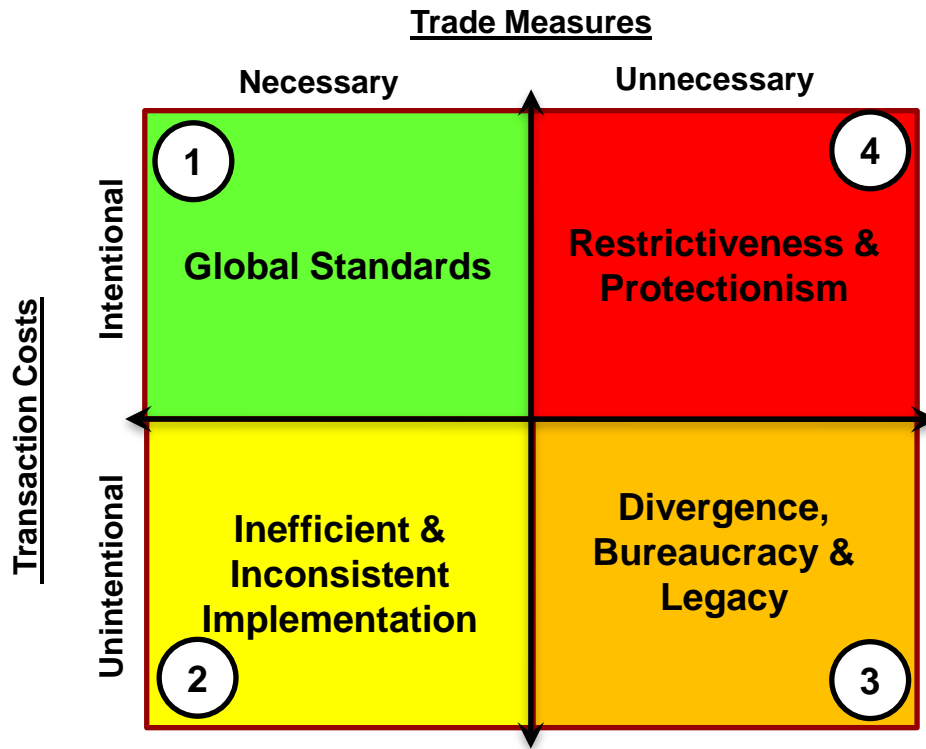 Trade Measures
Necessary
Unnecessary
Transaction Costs
Intentional
1
Global Standards
4
Restrictiveness &
Protectionism
Unintentional
Inefficient &
Inconsistent
Implementation
2
Divergence,
Bureaucracy &
Legacy
3